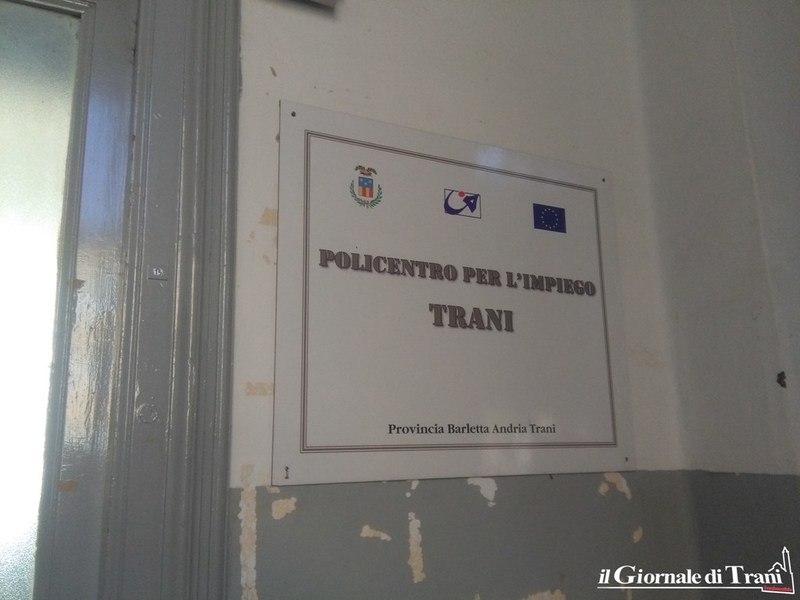 POLICENTRO PER L'IMPIEGO
TRANI
Provincia Barletta Andria Trani
il Giornale di Trani